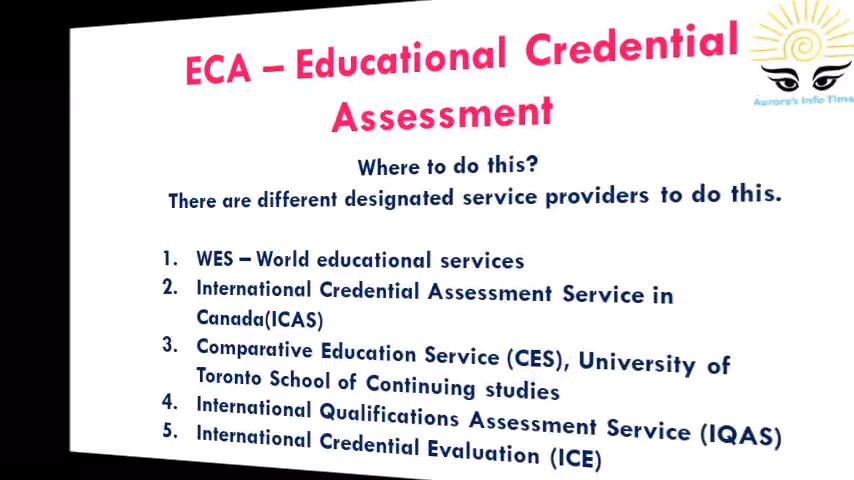 ECA – Educational Credential
Assessment
Aurora's Info Time
Where to do this?
There are different designated service providers to do this.
1. WES – World educational services
2. International Credential Assessment Service in
Canada(ICAS)
3. Comparative Education Service (CES), University of
Toronto School of Continuing studies
4. International Qualifications Assessment Service (IQAS)
5. International Credential Evaluation (ICE)